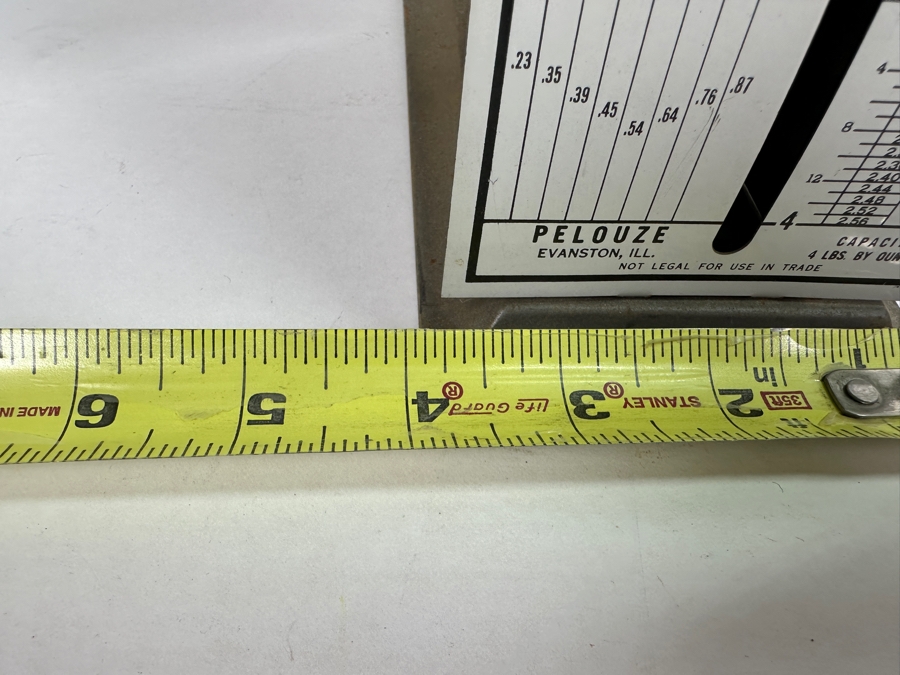 .23 .35 .39 .45 .54 .64 .76 .87
4
8
12
2.40
2.44
2.48
2.52
4 2.56
PELOUZE
EVANSTON, ILL.
NOT LEGAL FOR USE IN TRADE
4 LBS. BY
1
in
35ft
2
ft
STANLEY
3
®
life Guard
®
4
5
6
MADE IN